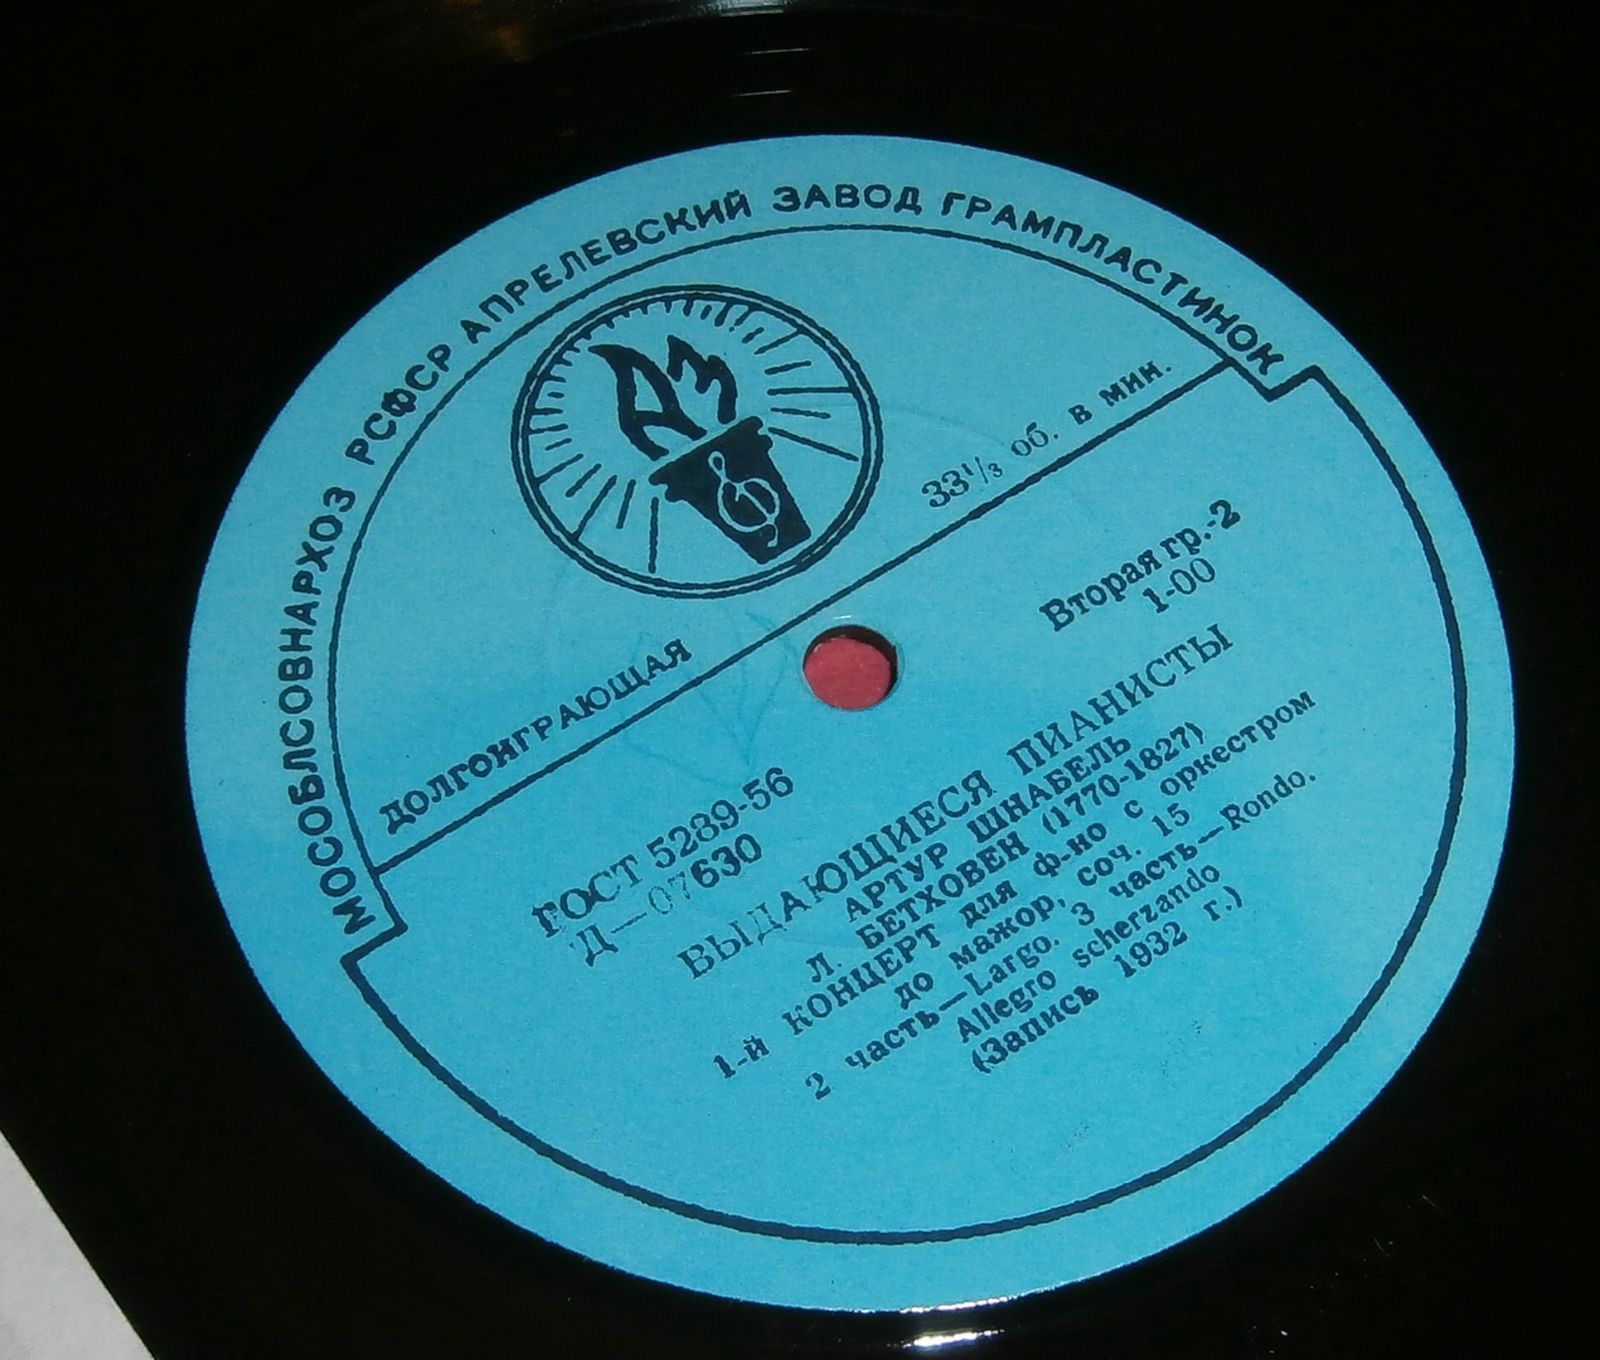 МОСОБЛСОВНАРХОЗ РСФСР АПРЕЛЕВСКИЙ ЗАВОД ГРАМПЛАСТИНОК
АЗ
ДОЛГОИГРАЮЩАЯ
33⅓ об. в мин.
ГОСТ 5289-56
Д—07630
Вторая гр.-2
1-00
ВЫДАЮЩИЕСЯ ПИАНИСТЫ
АРТУР ШНАБЕЛЬ
Л. БЕТХОВЕН (1770-1827)
1-й КОНЦЕРТ для ф-но с оркестром
до мажор, соч. 15
2 часть—Largo. 3 часть—Rondo.
Allegro scherzando
(Запись 1932 г.)